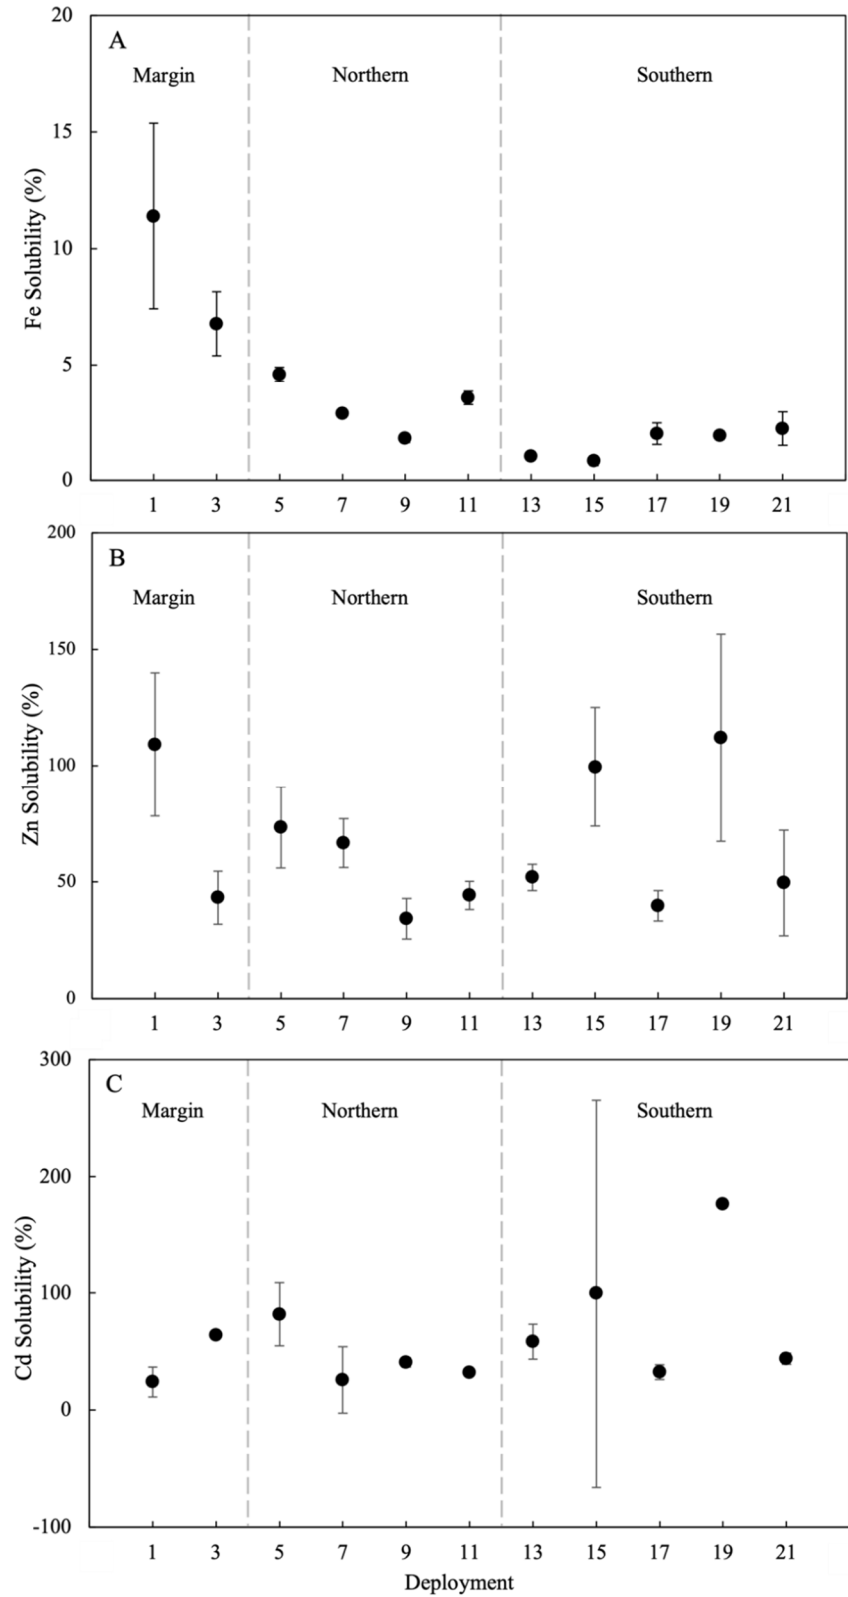 A
Margin Northern Southern
Fe Solubility (%)
20
15
10
5
0
1 3 5 7 9 11 13 15 17 19 21
B
Margin Northern Southern
Zn Solubility (%)
200
150
100
50
0
1 3 5 7 9 11 13 15 17 19 21
C
Margin Northern Southern
Cd Solubility (%)
300
200
100
0
-100
1 3 5 7 9 11 13 15 17 19 21
Deployment